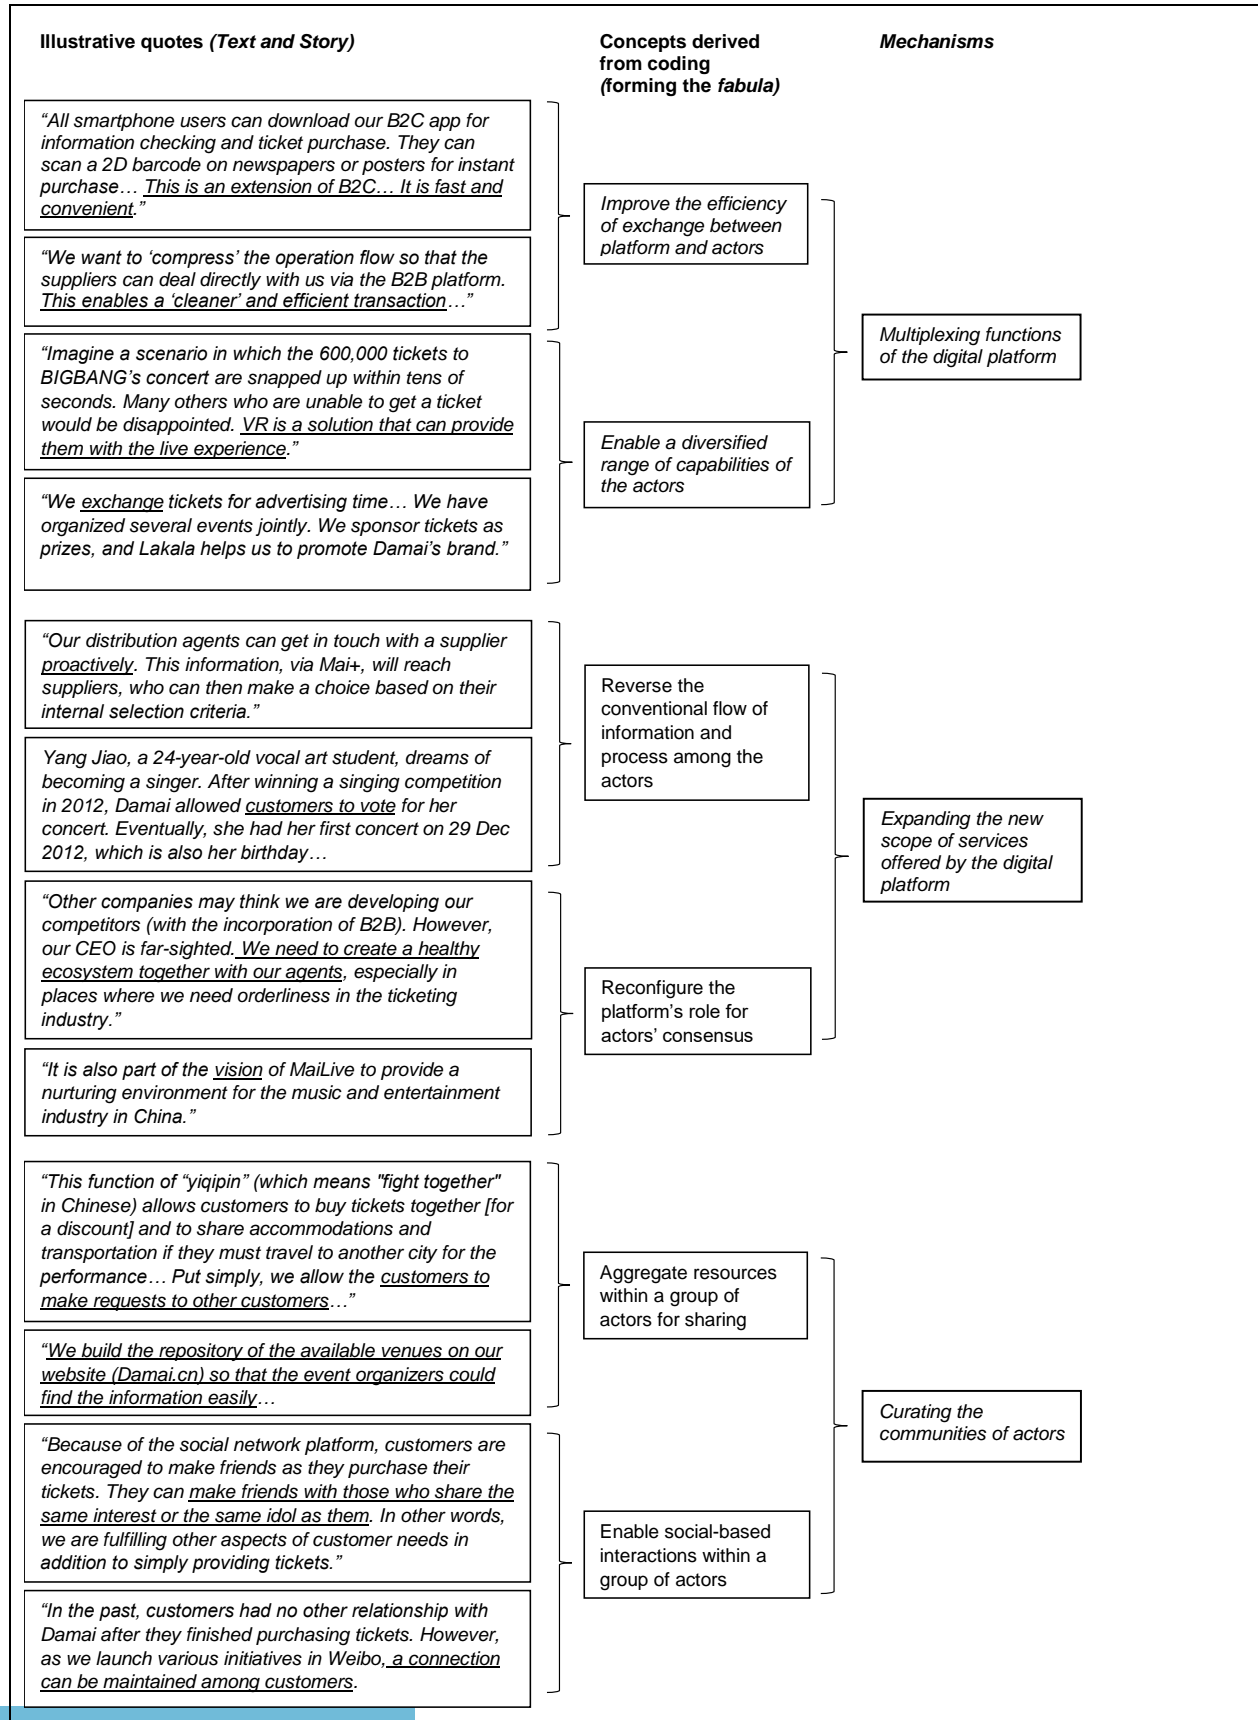 Illustrative quotes (Text and Story)
Concepts derived
from coding
(forming the fabula)
Mechanisms
“All smartphone users can download our B2C app for
information checking and ticket purchase. They can
scan a 2D barcode on newspapers or posters for instant
purchase… This is an extension of B2C… It is fast and
convenient.”
“We want to ‘compress’ the operation flow so that the
suppliers can deal directly with us via the B2B platform.
This enables a ‘cleaner’ and efficient transaction…”
Improve the efficiency
of exchange between
platform and actors
“Imagine a scenario in which the 600,000 tickets to
BIGBANG’s concert are snapped up within tens of
seconds. Many others who are unable to get a ticket
would be disappointed. VR is a solution that can provide
them with the live experience.”
“We exchange tickets for advertising time… We have
organized several events jointly. We sponsor tickets as
prizes, and Lakala helps us to promote Damai’s brand.”
Enable a diversified
range of capabilities of
the actors
Multiplexing functions
of the digital platform
“Our distribution agents can get in touch with a supplier
proactively. This information, via Mai+, will reach
suppliers, who can then make a choice based on their
internal selection criteria.”
Yang Jiao, a 24-year-old vocal art student, dreams of
becoming a singer. After winning a singing competition
in 2012, Damai allowed customers to vote for her
concert. Eventually, she had her first concert on 29 Dec
2012, which is also her birthday…
Reverse the
conventional flow of
information and
process among the
actors
“Other companies may think we are developing our
competitors (with the incorporation of B2B). However,
our CEO is far-sighted. We need to create a healthy
ecosystem together with our agents, especially in
places where we need orderliness in the ticketing
industry.”
“It is also part of the vision of MaiLive to provide a
nurturing environment for the music and entertainment
industry in China.”
Reconfigure the
platform’s role for
actors’ consensus
Expanding the new
scope of services
offered by the digital
platform
“This function of “yiqipin” (which means "fight together"
in Chinese) allows customers to buy tickets together [for
a discount] and to share accommodations and
transportation if they must travel to another city for the
performance… Put simply, we allow the customers to
make requests to other customers…”
“We build the repository of the available venues on our
website (Damai.cn) so that the event organizers could
find the information easily…
Aggregate resources
within a group of
actors for sharing
“Because of the social network platform, customers are
encouraged to make friends as they purchase their
tickets. They can make friends with those who share the
same interest or the same idol as them. In other words,
we are fulfilling other aspects of customer needs in
addition to simply providing tickets.”
“In the past, customers had no other relationship with
Damai after they finished purchasing tickets. However,
as we launch various initiatives in Weibo, a connection
can be maintained among customers.
Enable social-based
interactions within a
group of actors
Curating the
communities of actors